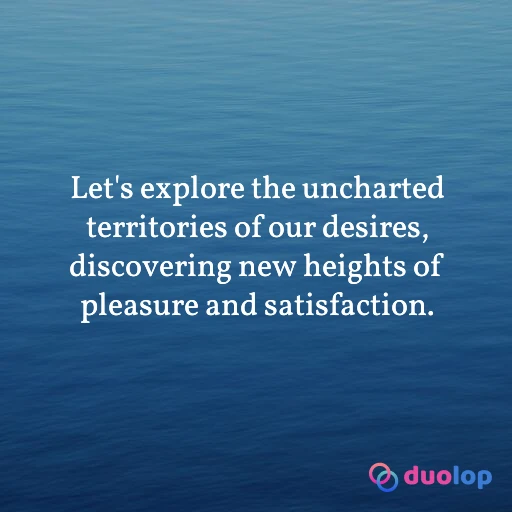 Let's explore the uncharted
territories of our desires,
discovering new heights of
pleasure and satisfaction.
duolop